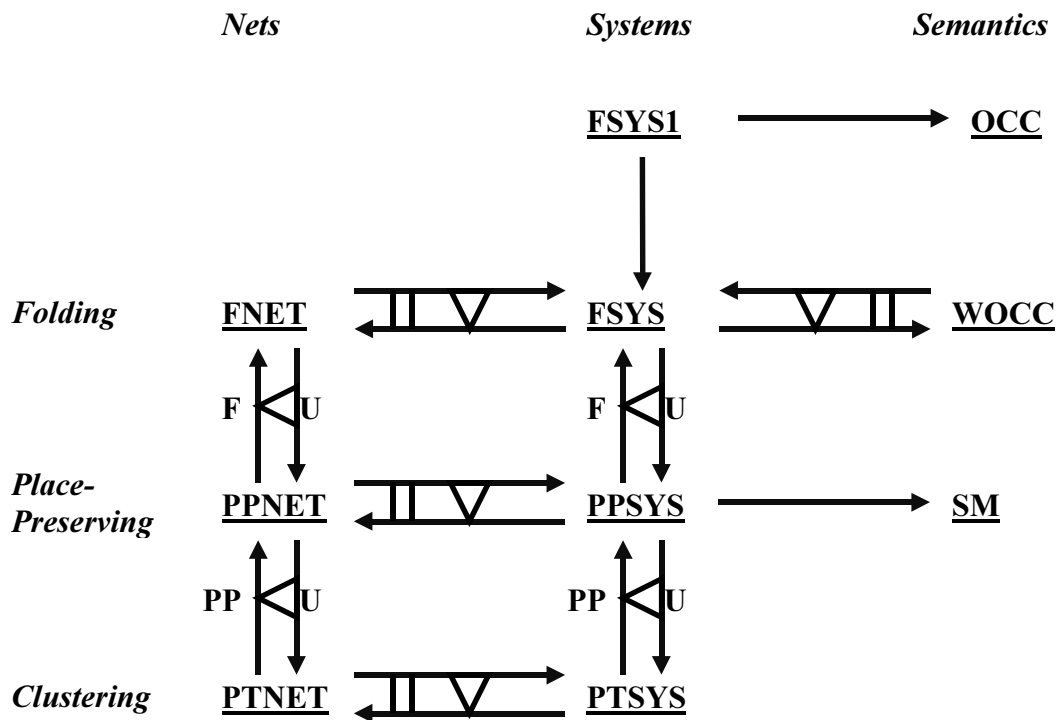 Nets Systems Semantics
FSYS1 OCC
Folding FNET FSYS WOCC
F U F U
Place-
Preserving PPNET PPSYS SM
PP U PP U
Clustering PTNET PTSYS